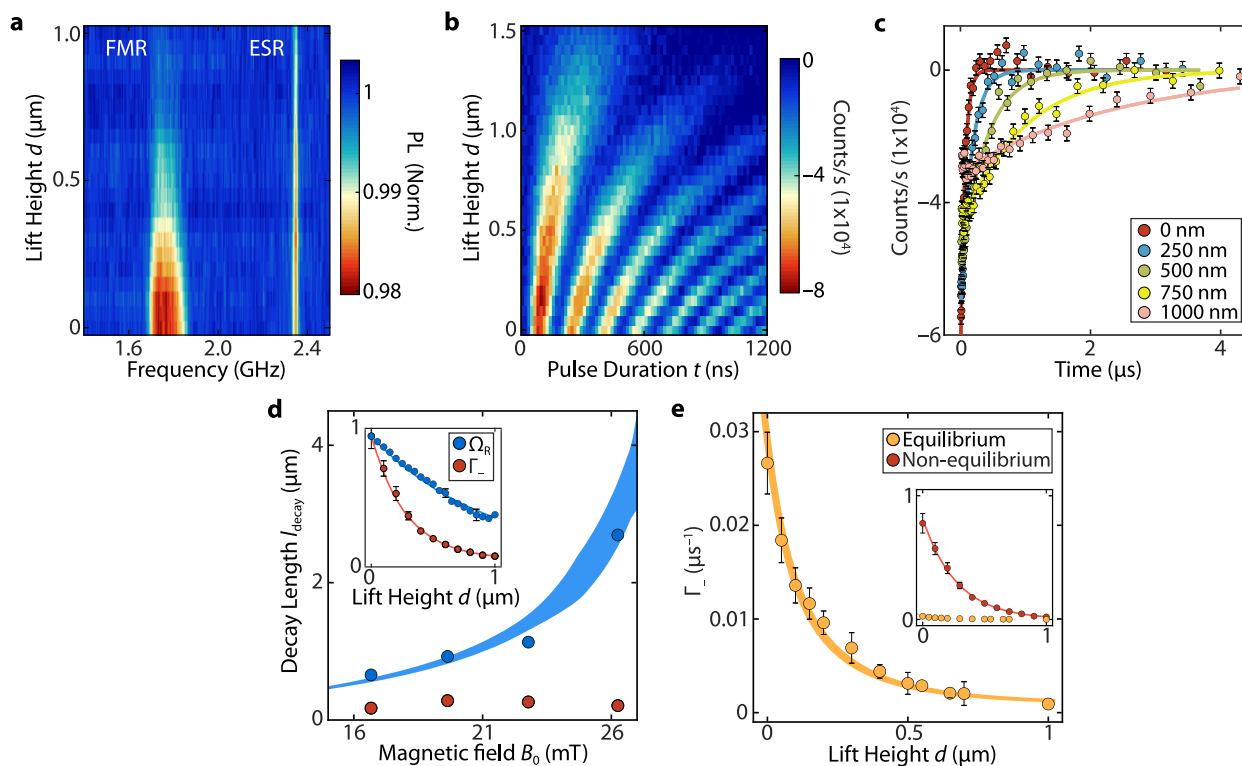 a
FMR
ESR
1.0
0.5
0
Lift Height d (μm)
1.6
2.0
2.4
Frequency (GHz)
1
0.99
0.98
PL (Norm.)
b
1.5
1.0
0.5
0
Lift Height d (μm)
0
600
1200
Pulse Duration t (ns)
0
−4
−8
Counts/s (1x10⁴)
c
0
−4
−6
Counts/s (1x10⁴)
0
2
4
Time (μs)
0 nm
250 nm
500 nm
750 nm
1000 nm
d
4
2
0
Decay Length l_decay (μm)
16
21
26
Magnetic field B₀ (mT)
1
0
0
1
Lift Height d (μm)
Ω_R
Γ₋
e
0.03
0.02
0.01
0
Γ₋ (μs⁻¹)
0
0.5
1
Lift Height d (μm)
Equilibrium
Non-equilibrium
1
0
0
1